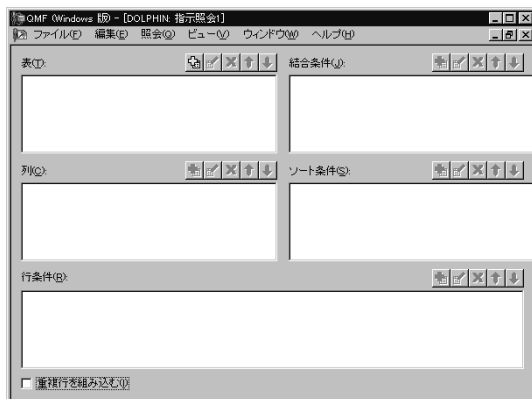 QMF (Windows 版) - [DOLPHIN: 指示照会1]
ファイル(F) 編集(E) 照会(Q) ビュー(V) ウィンドウ(W) ヘルプ(H)
表(T): 結合条件(J):
列(C): ソート条件(S):
行条件(R):
重複行を組み込む(I)